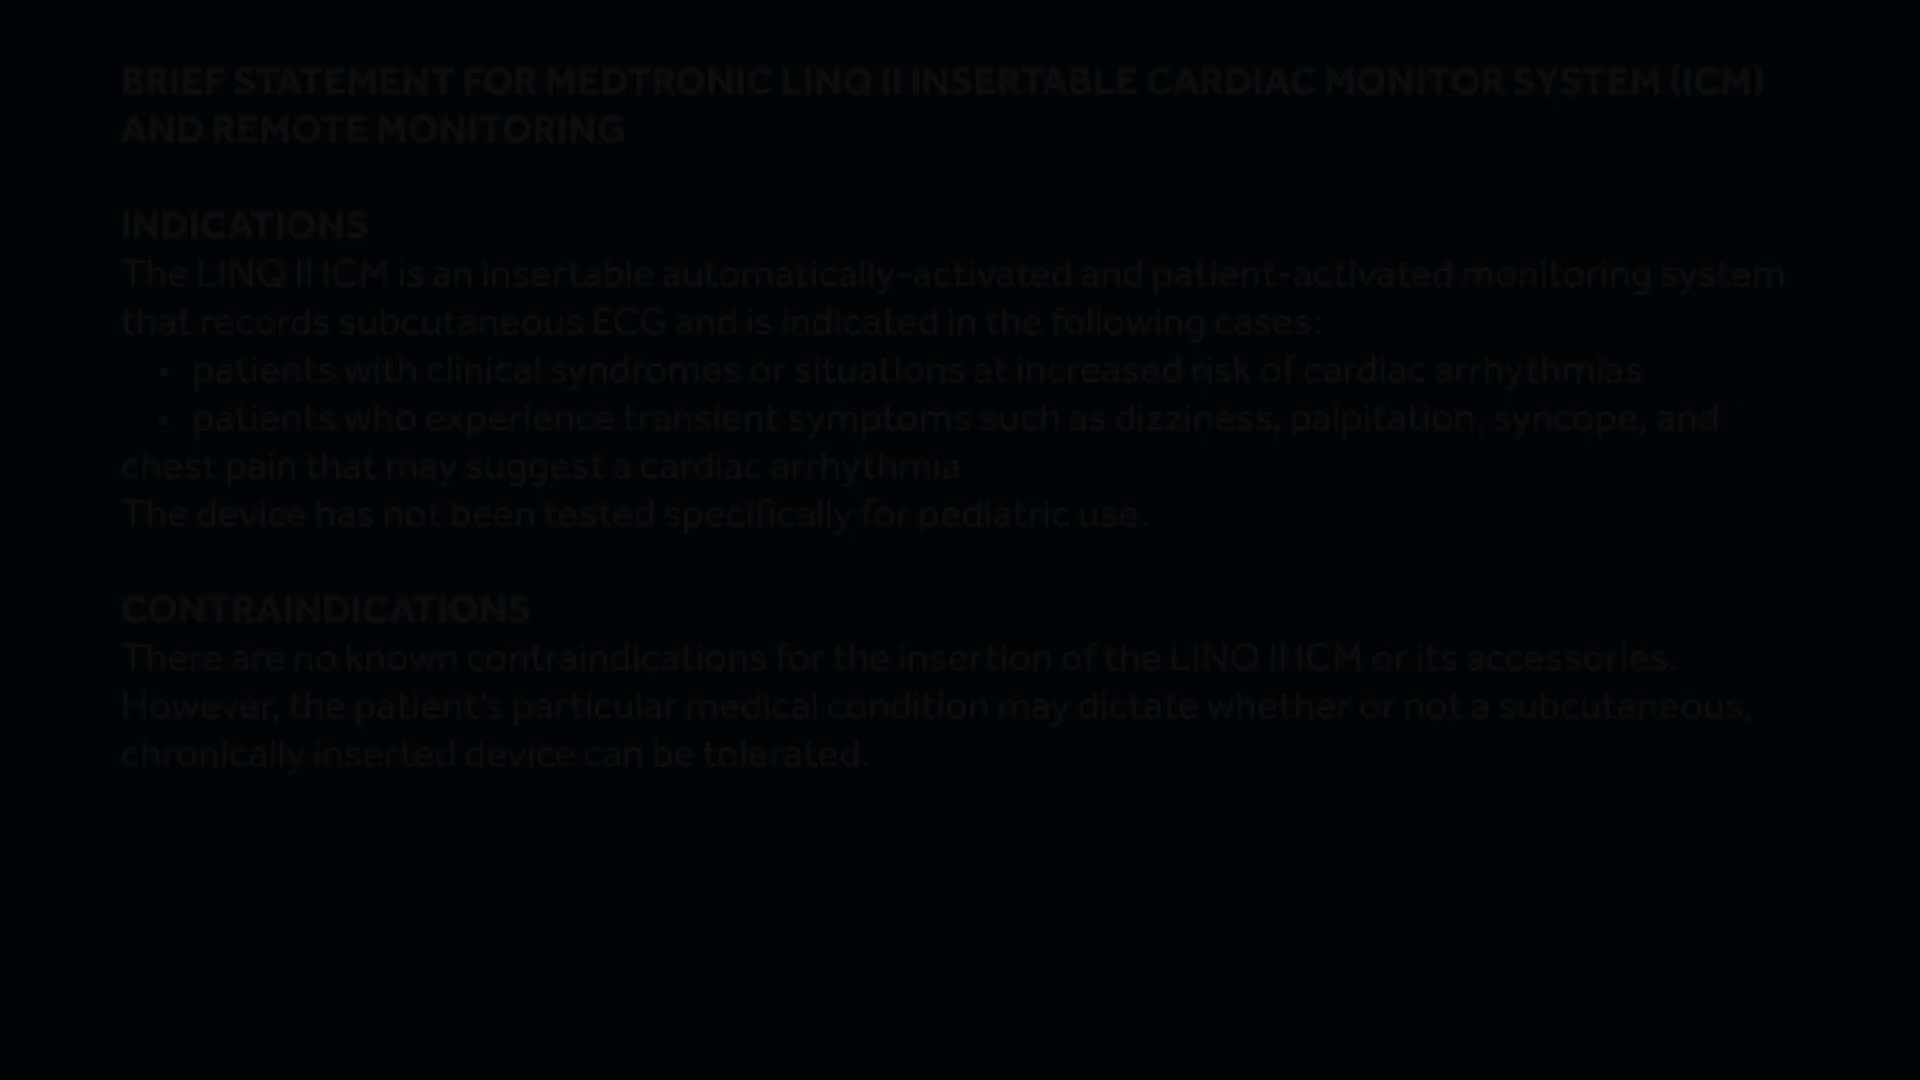 BRIEF STATEMENT FOR MEDTRONIC LINQ II INSERTABLE CARDIAC MONITOR SYSTEM (ICM)
AND REMOTE MONITORING
INDICATIONS
The LINQ II ICM is an insertable automatically-activated and patient-activated monitoring system
that records subcutaneous ECG and is indicated in the following cases:
• patients with clinical syndromes or situations at increased risk of cardiac arrhythmias
• patients who experience transient symptoms such as dizziness, palpitation, syncope, and
chest pain that may suggest a cardiac arrhythmia
The device has not been tested specifically for pediatric use.
CONTRAINDICATIONS
There are no known contraindications for the insertion of the LINQ II ICM or its accessories.
However, the patient's particular medical condition may dictate whether or not a subcutaneous,
chronically inserted device can be tolerated.